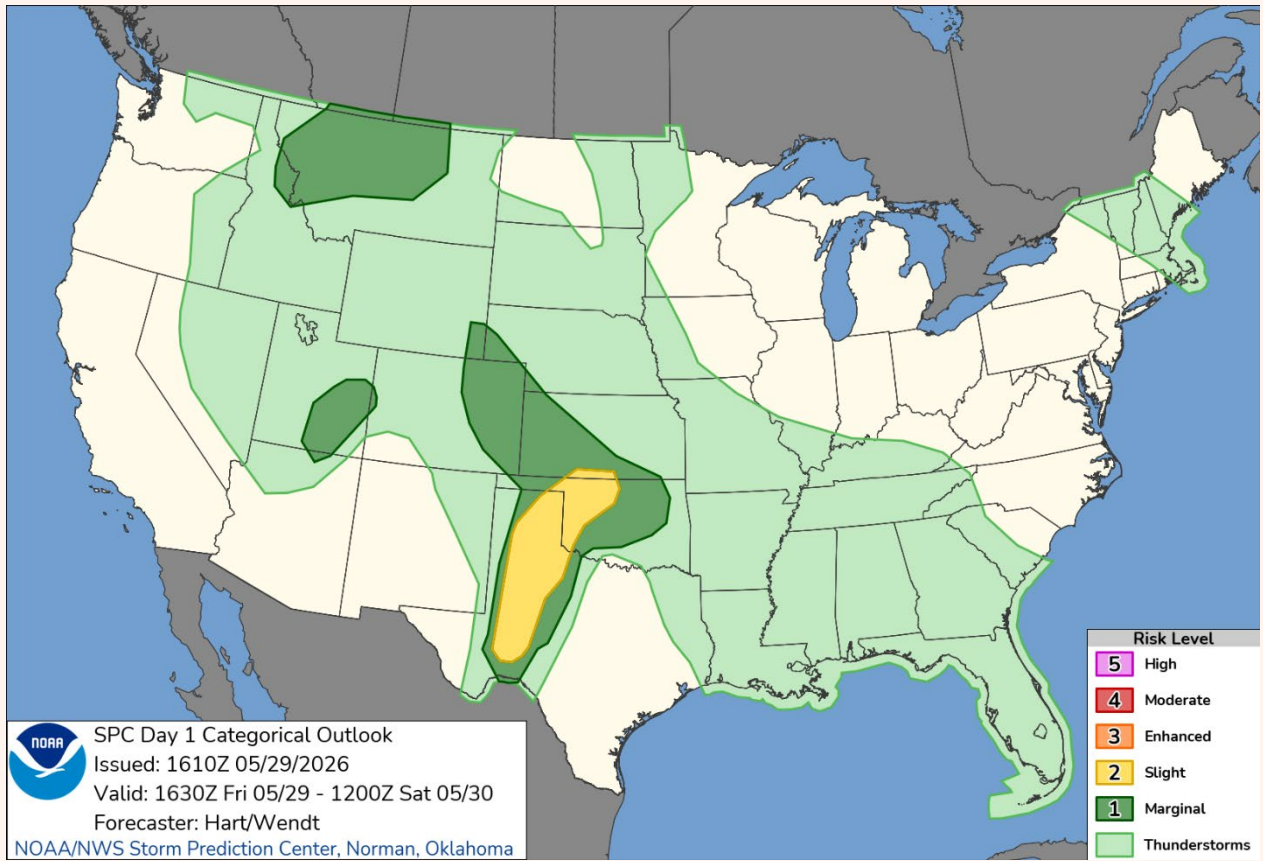 NOAA
SPC Day 1 Categorical Outlook
Issued: 1610Z 05/29/2026
Valid: 1630Z Fri 05/29 - 1200Z Sat 05/30
Forecaster: Hart/Wendt
NOAA/NWS Storm Prediction Center, Norman, Oklahoma
Risk Level
5 High
4 Moderate
3 Enhanced
2 Slight
1 Marginal
Thunderstorms